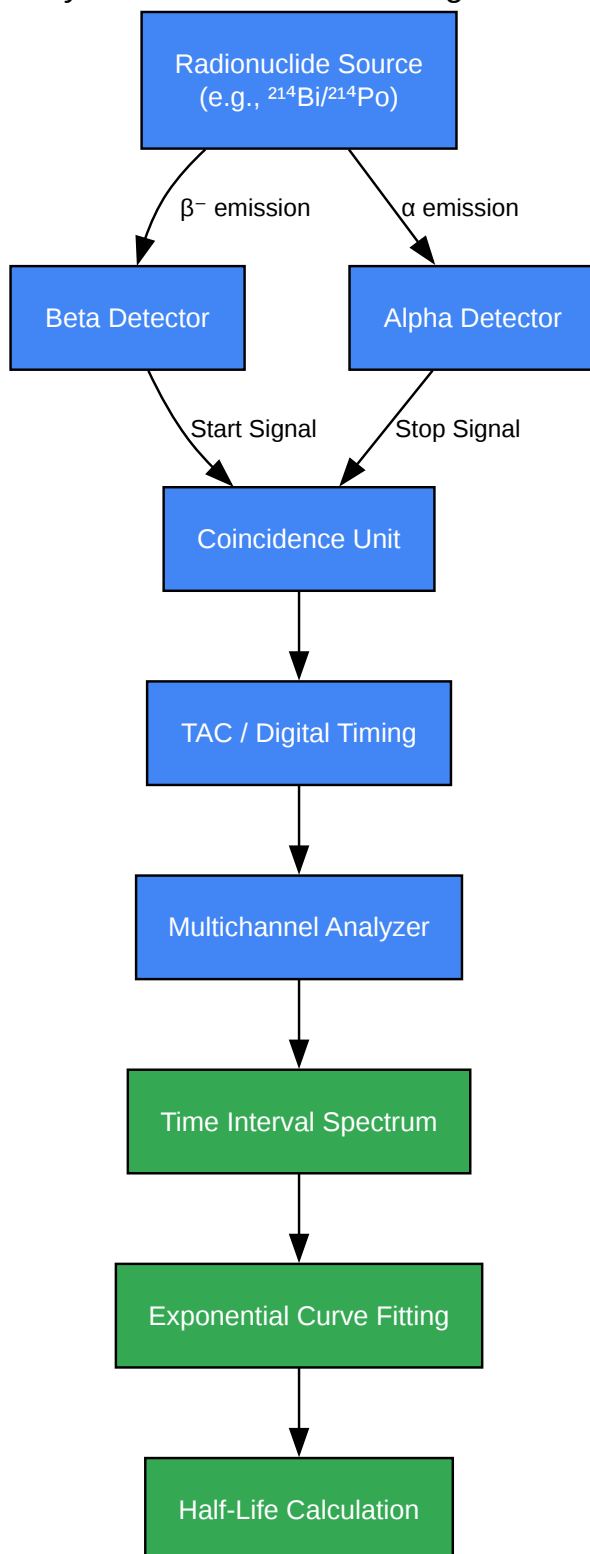 Radionuclide Source
(e.g., ²¹⁴Bi/²¹⁴Po)
β⁻ emission
α emission
Beta Detector
Alpha Detector
Start Signal
Stop Signal
Coincidence Unit
TAC / Digital Timing
Multichannel Analyzer
Time Interval Spectrum
Exponential Curve Fitting
Half-Life Calculation